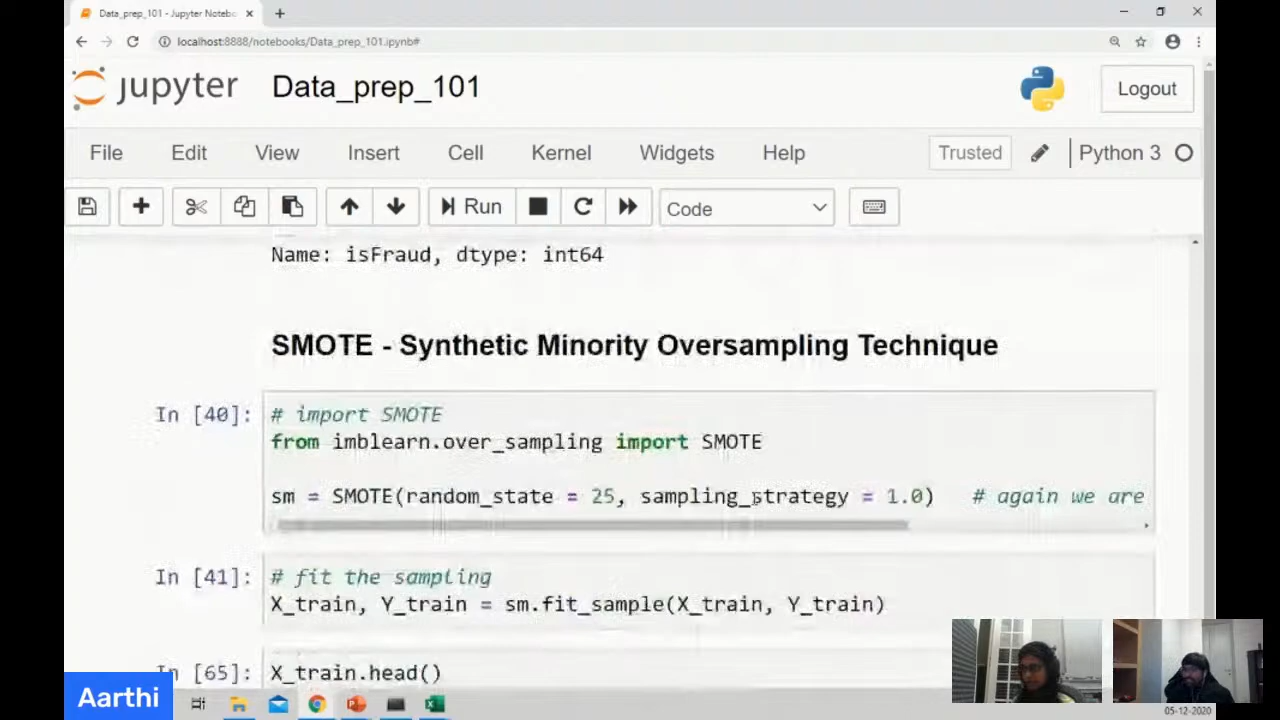 Data_prep_101 - Jupyter Notebo
localhost:8888/notebooks/Data_prep_101.ipynb#
jupyter Data_prep_101 Logout
File Edit View Insert Cell Kernel Widgets Help Trusted Python 3
Run Code
Name: isFraud, dtype: int64
SMOTE - Synthetic Minority Oversampling Technique
In [40]: # import SMOTE
from imblearn.over_sampling import SMOTE
sm = SMOTE(random_state = 25, sampling_strategy = 1.0) # again we are
In [41]: # fit the sampling
X_train, Y_train = sm.fit_sample(X_train, Y_train)
In [65]: X_train.head()
Aarthi
05-12-2020